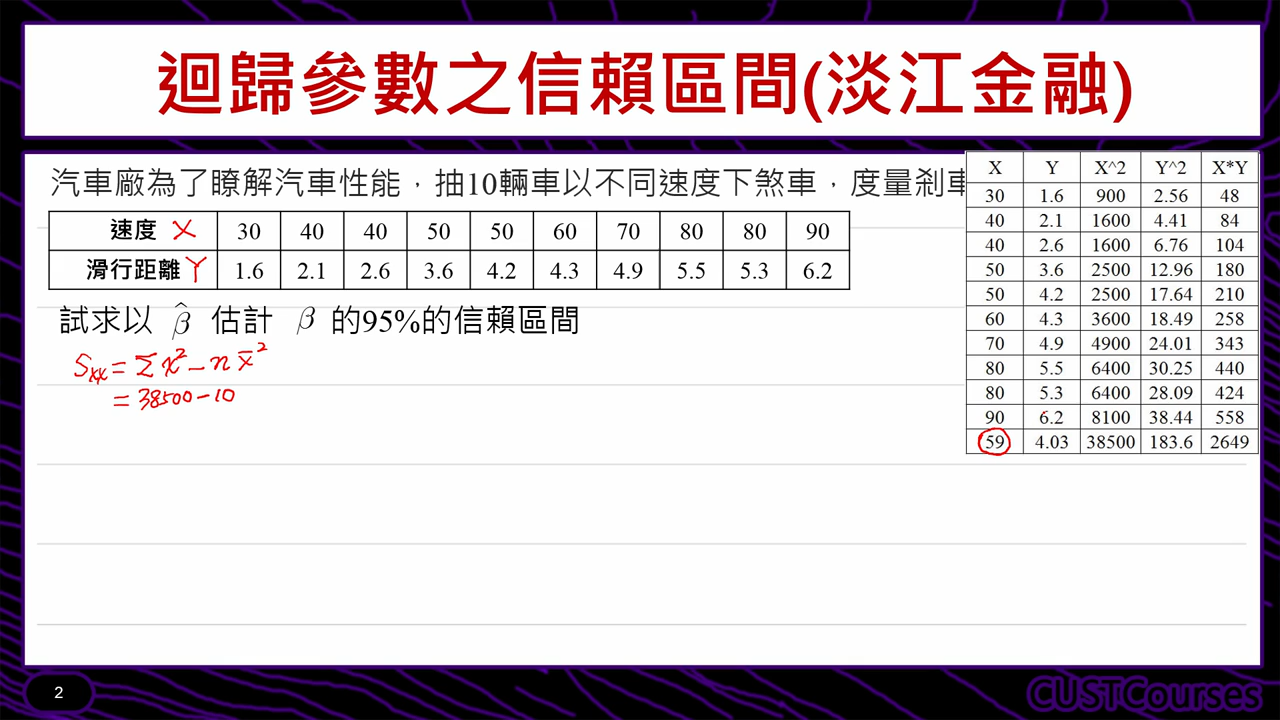 迴歸參數之信賴區間(淡江金融)
汽車廠為了瞭解汽車性能，抽10輛車以不同速度下煞車，度量剎車
速度 X 30 40 40 50 50 60 70 80 80 90
滑行距離 Y 1.6 2.1 2.6 3.6 4.2 4.3 4.9 5.5 5.3 6.2
試求以 β̂ 估計 β 的95%的信賴區間
Sxx = Σx² − n x̄²
= 38500 − 10
X Y X^2 Y^2 X*Y
30 1.6 900 2.56 48
40 2.1 1600 4.41 84
40 2.6 1600 6.76 104
50 3.6 2500 12.96 180
50 4.2 2500 17.64 210
60 4.3 3600 18.49 258
70 4.9 4900 24.01 343
80 5.5 6400 30.25 440
80 5.3 6400 28.09 424
90 6.2 8100 38.44 558
59 4.03 38500 183.6 2649
2
CUSTCourses